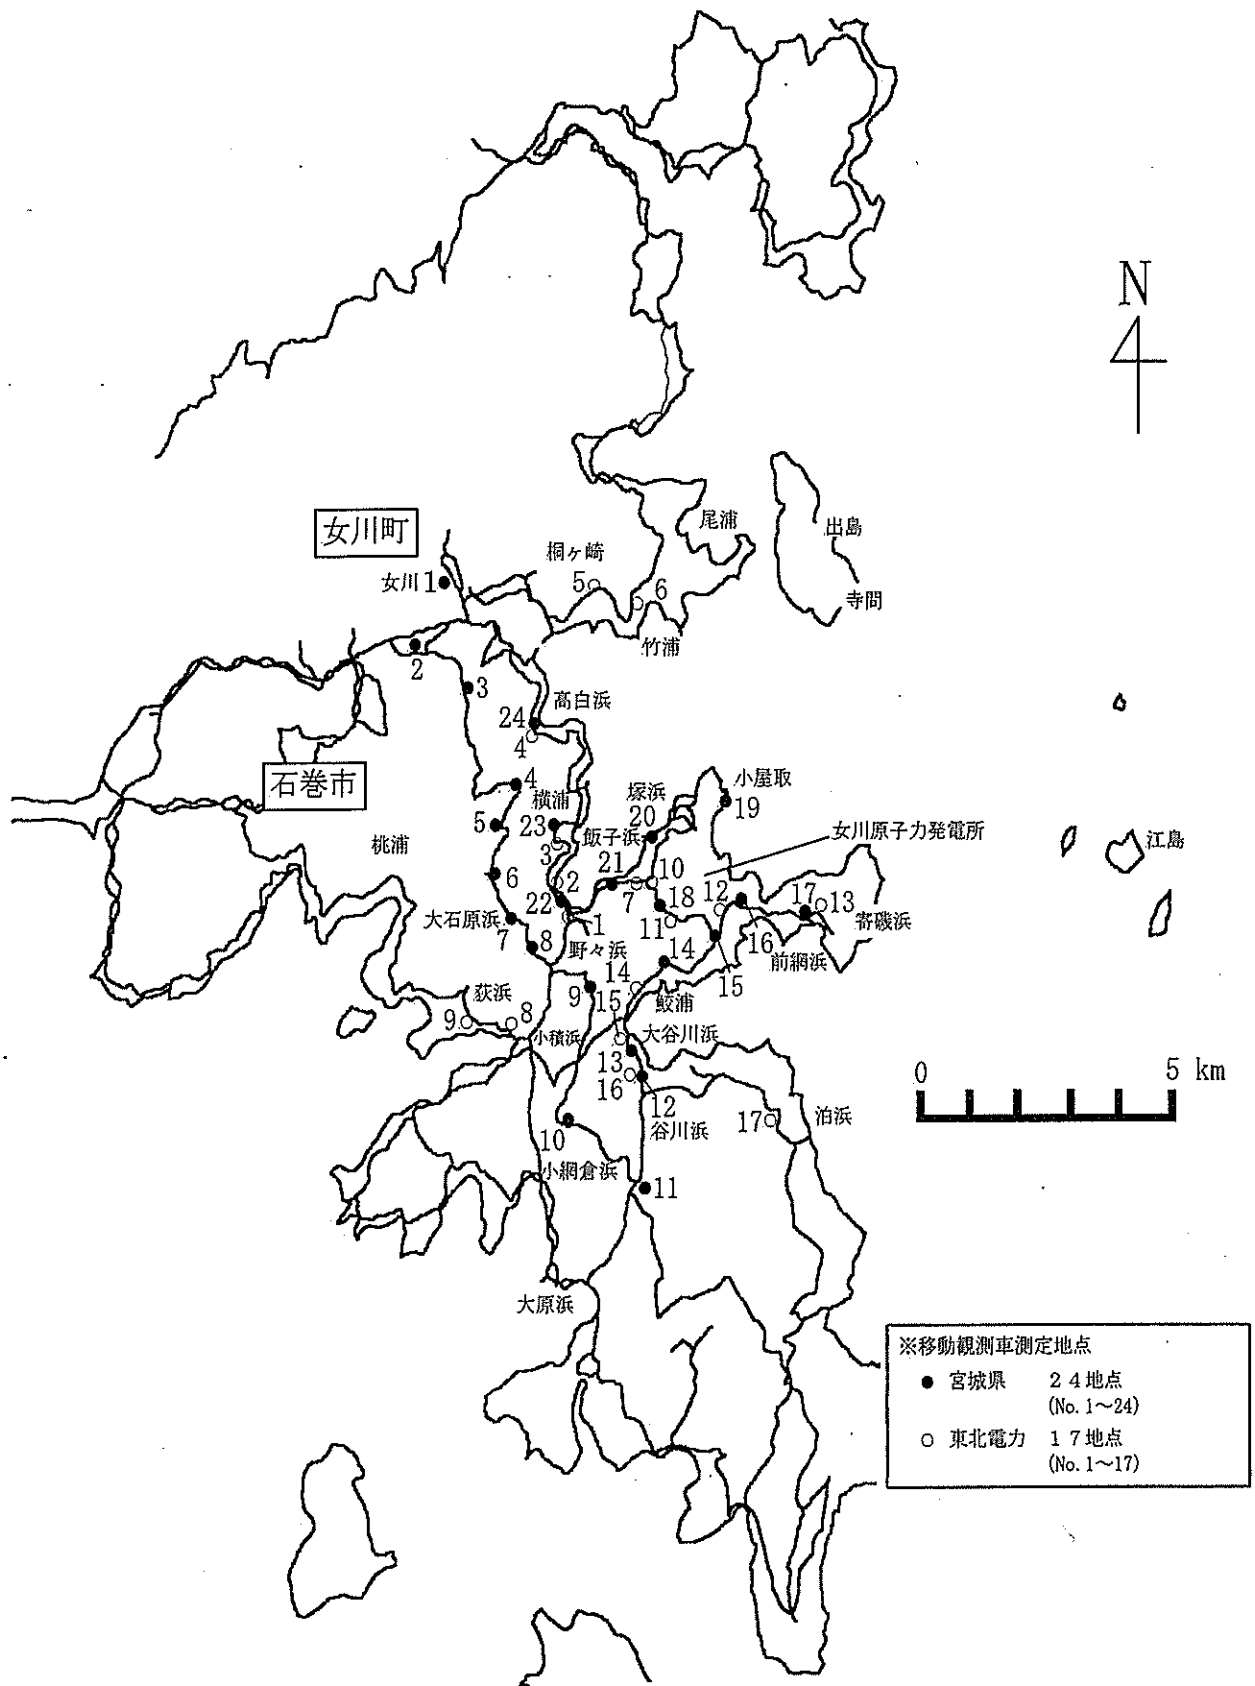 N
女川町
尾浦
出島
桐ヶ崎
女川 1
5
6
寺間
竹浦
2
3
高白浜
24
4
石巻市
4
小屋取
塚浜
19
横浦
20
5
23
飯子浜
女川原子力発電所
3
江島
桃浦
21
10
6
2
7
18
12
17
13
22
1
11
16
寄磯浜
大石原浜
7
8
野々浜
14
前網浜
15
9
14
鮫浦
荻浜
15
9
8
小積浜
大谷川浜
13
16
12
0
5 km
17
泊浜
10
谷川浜
小網倉浜
11
大原浜
※移動観測車測定地点
● 宮城県 24地点
(No. 1～24)
○ 東北電力 17地点
(No. 1～17)